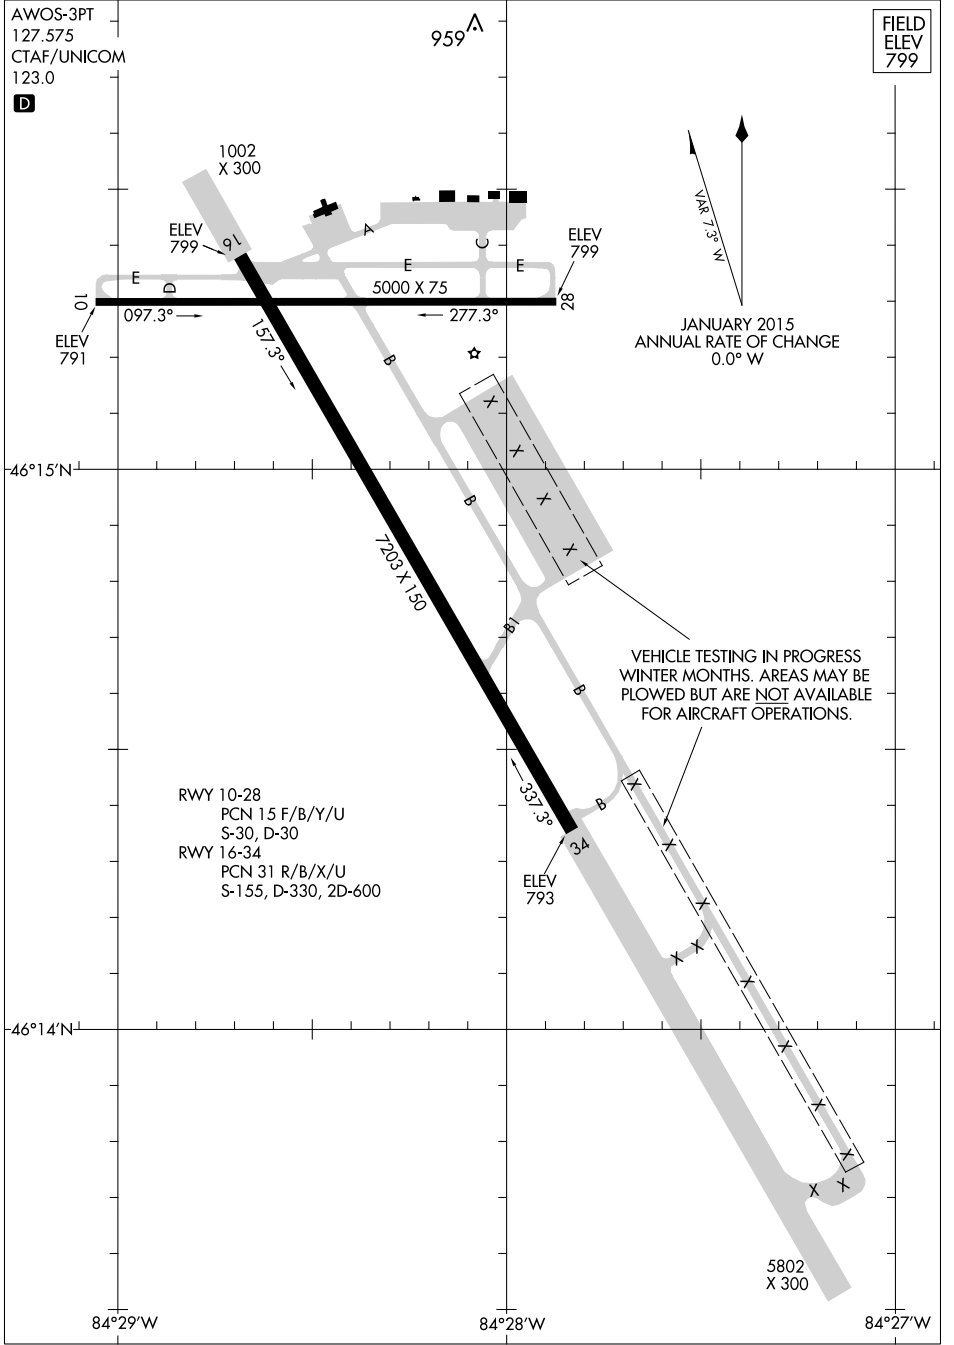 AWOS-3PT
127.575
CTAF/UNICOM
123.0
D
959
FIELD
ELEV
799
1002
X 300
VAR 7.3° W
JANUARY 2015
ANNUAL RATE OF CHANGE
0.0° W
ELEV
799
16
A
C
ELEV
799
E
D
E
E
5000 X 75
10
28
097.3°
277.3°
ELEV
791
157.3°
B
X
X
X
X
46°15'N
B
7203 X 150
B1
VEHICLE TESTING IN PROGRESS
WINTER MONTHS. AREAS MAY BE
PLOWED BUT ARE NOT AVAILABLE
FOR AIRCRAFT OPERATIONS.
B
B
337.3°
34
ELEV
793
RWY 10-28
PCN 15 F/B/Y/U
S-30, D-30
RWY 16-34
PCN 31 R/B/X/U
S-155, D-330, 2D-600
X
X
X
X
X
X
X
X
X
X
X
46°14'N
5802
X 300
84°29'W
84°28'W
84°27'W